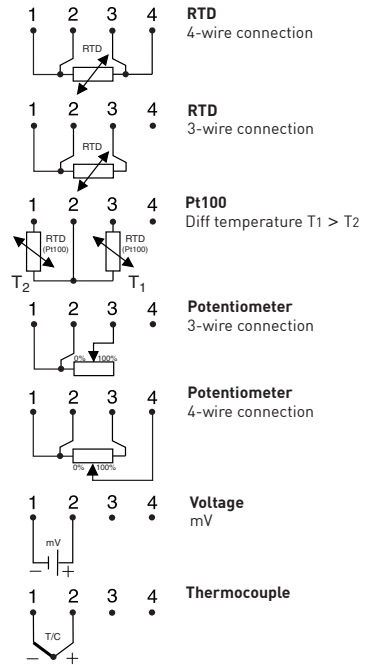 1 2 3 4 RTD
4-wire connection
RTD
1 2 3 4 RTD
3-wire connection
RTD
1 2 3 4 Pt100
Diff temperature T1 > T2
RTD RTD
(Pt100) (Pt100)
T2 T1
1 2 3 4 Potentiometer
3-wire connection
0% 100%
1 2 3 4 Potentiometer
4-wire connection
0% 100%
1 2 3 4 Voltage
mV
mV
− +
1 2 3 4 Thermocouple
T/C
− +